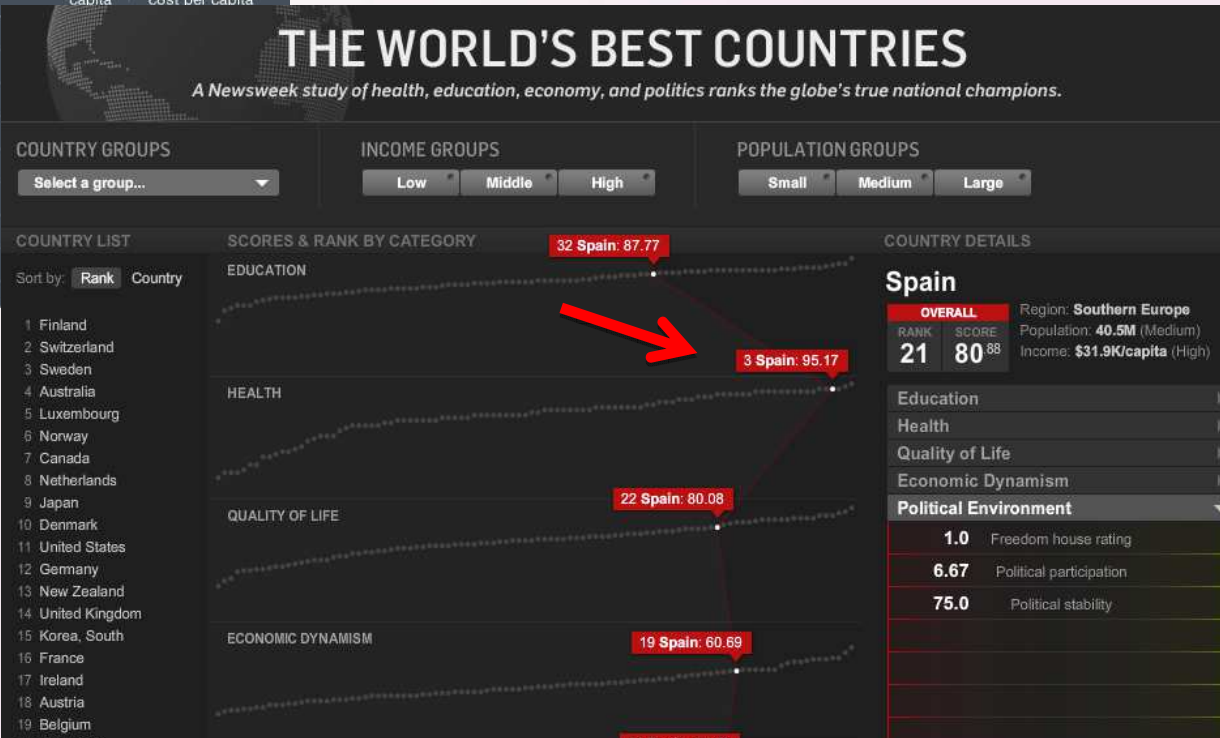 capita cost per capita
THE WORLD'S BEST COUNTRIES
A Newsweek study of health, education, economy, and politics ranks the globe's true national champions.
COUNTRY GROUPS
Select a group...
INCOME GROUPS
Low Middle High
POPULATION GROUPS
Small Medium Large
COUNTRY LIST
Sort by: Rank Country
1 Finland
2 Switzerland
3 Sweden
4 Australia
5 Luxembourg
6 Norway
7 Canada
8 Netherlands
9 Japan
10 Denmark
11 United States
12 Germany
13 New Zealand
14 United Kingdom
15 Korea, South
16 France
17 Ireland
18 Austria
19 Belgium
SCORES & RANK BY CATEGORY
32 Spain: 87.77
EDUCATION
3 Spain: 95.17
HEALTH
22 Spain: 80.08
QUALITY OF LIFE
19 Spain: 60.69
ECONOMIC DYNAMISM
COUNTRY DETAILS
Spain
OVERALL
RANK SCORE
21 80.88
Region: Southern Europe
Population: 40.5M (Medium)
Income: $31.9K/capita (High)
Education
Health
Quality of Life
Economic Dynamism
Political Environment
1.0 Freedom house rating
6.67 Political participation
75.0 Political stability